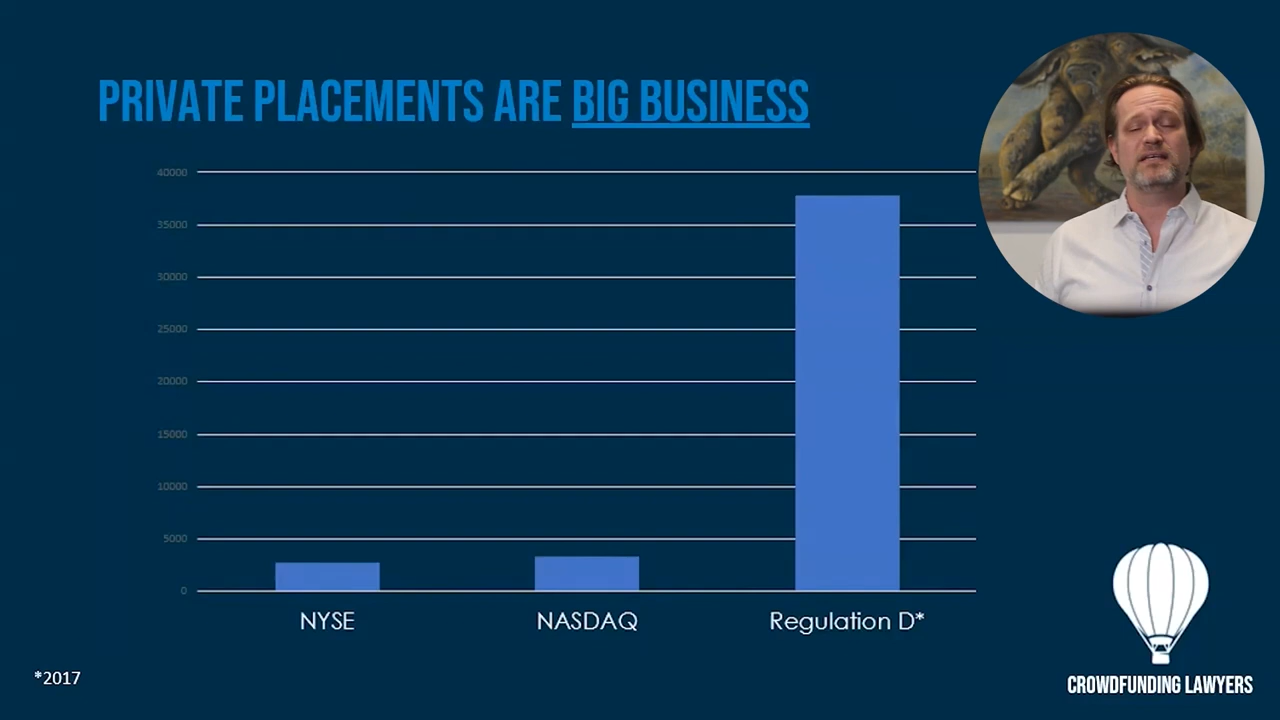 PRIVATE PLACEMENTS ARE BIG BUSINESS
40000
35000
30000
25000
20000
15000
10000
5000
0
NYSE
NASDAQ
Regulation D*
*2017
CROWDFUNDING LAWYERS